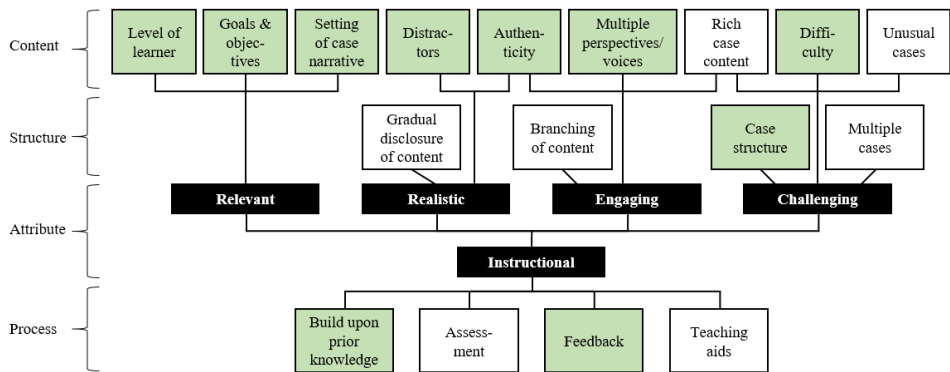 Content
Level of
learner
Goals &
objec-
tives
Setting
of case
narrative
Distrac-
tors
Authen-
ticity
Multiple
perspectives/
voices
Rich
case
content
Diffi-
culty
Unusual
cases
Structure
Gradual
disclosure
of content
Branching
of content
Case
structure
Multiple
cases
Attribute
Relevant
Realistic
Engaging
Challenging
Instructional
Process
Build upon
prior
knowledge
Assess-
ment
Feedback
Teaching
aids